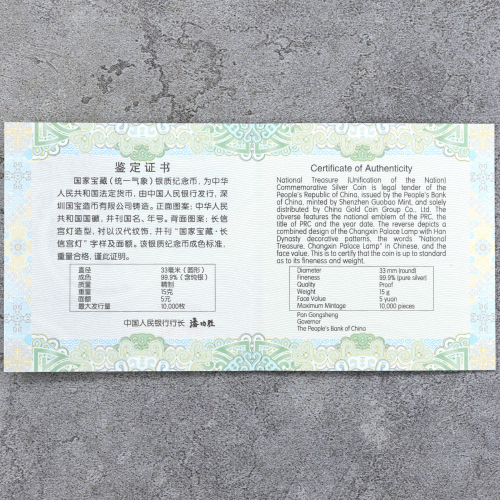 鉴定证书
国家宝藏（统一气象）银质纪念币，为中华
人民共和国法定货币，由中国人民银行发行，深
圳国宝造币有限公司铸造。正面图案：中华人民
共和国国徽，并刊国名、年号。背面图案：长信
宫灯造型，衬以汉代纹饰，并刊“国家宝藏·长
信宫灯”字样及面额。该银质纪念币成色标准，
重量合格，谨此证明。
直径 33毫米（圆形）
成色 99.9%（含纯银）
质量 精制
重量 15克
面额 5元
最大发行量 10,000枚
中国人民银行行长 潘功胜
Certificate of Authenticity
National Treasure (Unification of the Nation)
Commemorative Silver Coin is legal tender of the
People's Republic of China, issued by the People's Bank
of China, minted by Shenzhen Guobao Mint, and solely
distributed by China Gold Coin Group Co., Ltd. The
obverse features the national emblem of the PRC, the
title of the PRC and the year date. The reverse depicts a
combined design of the Changxin Palace Lamp with Han
Dynasty decorative patterns, the words "National
Treasure, Changxin Palace Lamp" in Chinese, and the
face value. This is to certify that the coin is up to standard
as to its fineness and weight.
Diameter 33 mm (round)
Fineness 99.9% (pure silver)
Quality Proof
Weight 15 g
Face Value 5 yuan
Maximum Mintage 10,000 pieces
Pan Gongsheng
Governor
The People's Bank of China